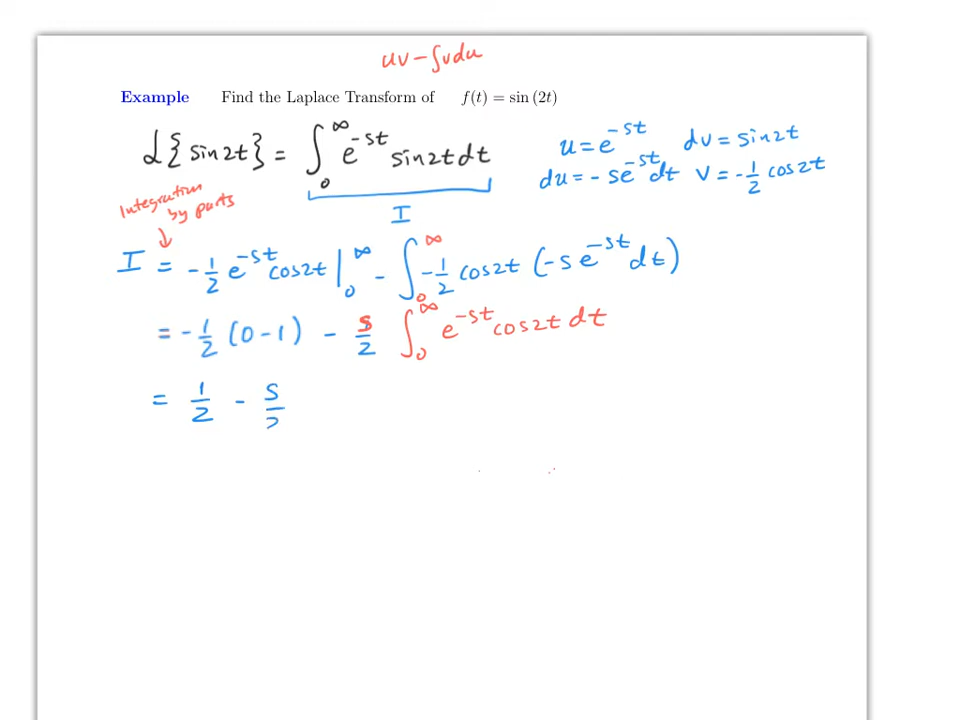 uv − ∫vdu
Example Find the Laplace Transform of f(t) = sin (2t)
ℒ{sin2t} = ∫₀^∞ e^{-st} sin2t dt
u = e^{-st} dv = sin2t
du = -se^{-st}dt v = -1/2 cos2t
I
Integration
by parts
I = -1/2 e^{-st} cos2t |₀^∞ - ∫₀^∞ -1/2 cos2t (-s e^{-st} dt)
= -1/2 (0-1) - s/2 ∫₀^∞ e^{-st} cos2t dt
= 1/2 - s/2